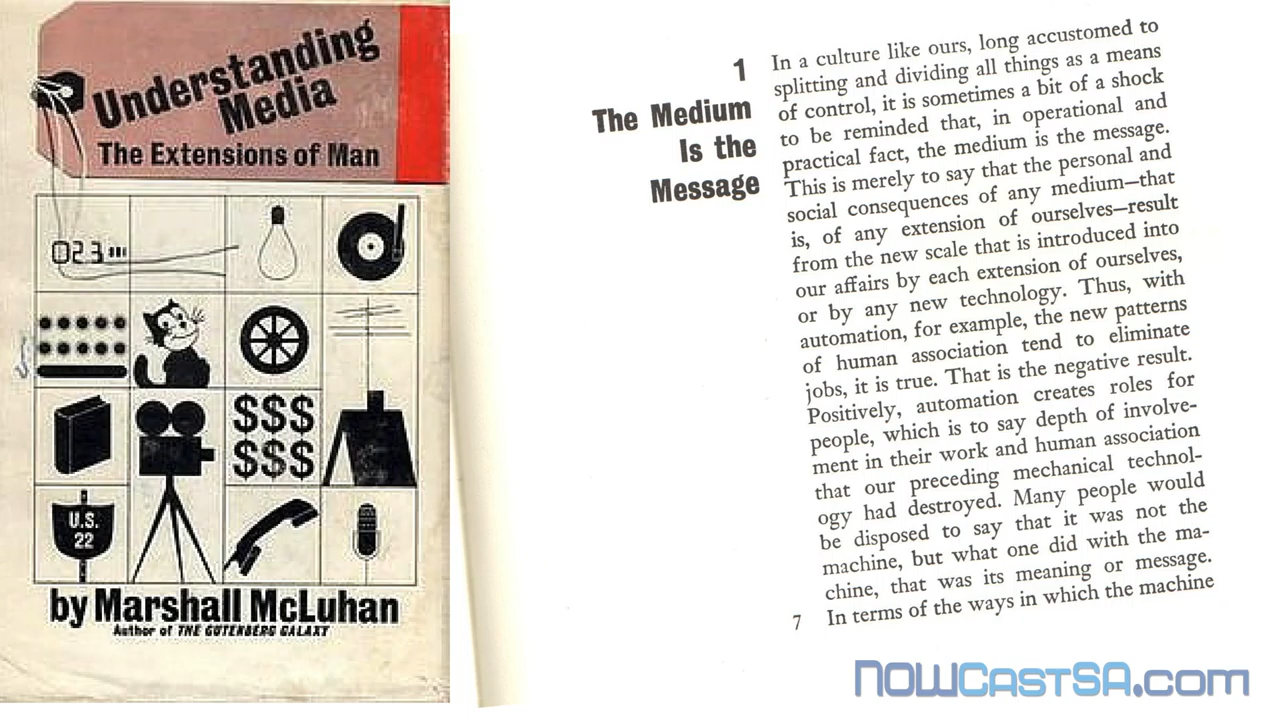 Understanding
Media
The Extensions of Man
023
$$$
$$$
U.S.
22
by Marshall McLuhan
Author of THE GUTENBERG GALAXY
1
The Medium
Is the
Message
In a culture like ours, long accustomed to
splitting and dividing all things as a means
of control, it is sometimes a bit of a shock
to be reminded that, in operational and
practical fact, the medium is the message.
This is merely to say that the personal and
social consequences of any medium—that
is, of any extension of ourselves—result
from the new scale that is introduced into
our affairs by each extension of ourselves,
or by any new technology. Thus, with
automation, for example, the new patterns
of human association tend to eliminate
jobs, it is true. That is the negative result.
Positively, automation creates roles for
people, which is to say depth of involve-
ment in their work and human association
that our preceding mechanical technol-
ogy had destroyed. Many people would
be disposed to say that it was not the
machine, but what one did with the ma-
chine, that was its meaning or message.
7 In terms of the ways in which the machine
NOWCASTSA.com